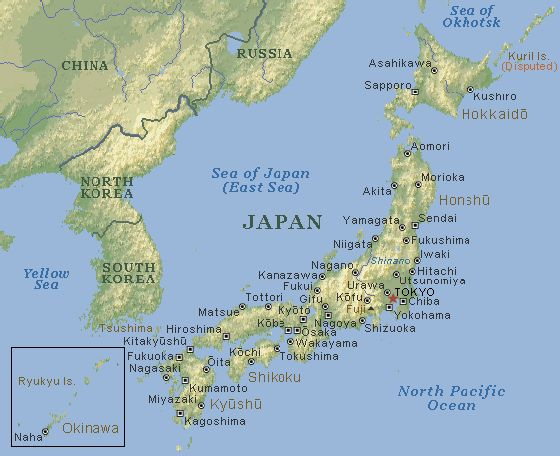 Sea of
Okhotsk
RUSSIA
CHINA
Kuril Is.
(Disputed)
Asahikawa
Sapporo
Kushiro
Hokkaidō
Aomori
Sea of Japan
(East Sea)
NORTH
KOREA
Morioka
Akita
Honshū
JAPAN
Yamagata
Sendai
Niigata
Fukushima
Shinano
Iwaki
SOUTH
KOREA
Yellow
Sea
Nagano
Hitachi
Kanazawa
Utsunomiya
Fukui
Urawa
TOKYO
Gifu
Kōfu
Chiba
Tottori
Matsue
Kyōto
Fuji
Yokohama
Tsushima
Hiroshima
Kōbe
Nagoya
Shizuoka
Ōsaka
Kitakyūshū
Wakayama
Fukuoka
Kōchi
Tokushima
Nagasaki
Ōita
Shikoku
Ryukyu Is.
Kumamoto
North Pacific
Ocean
Miyazaki
Kyūshū
Kagoshima
Okinawa
Naha